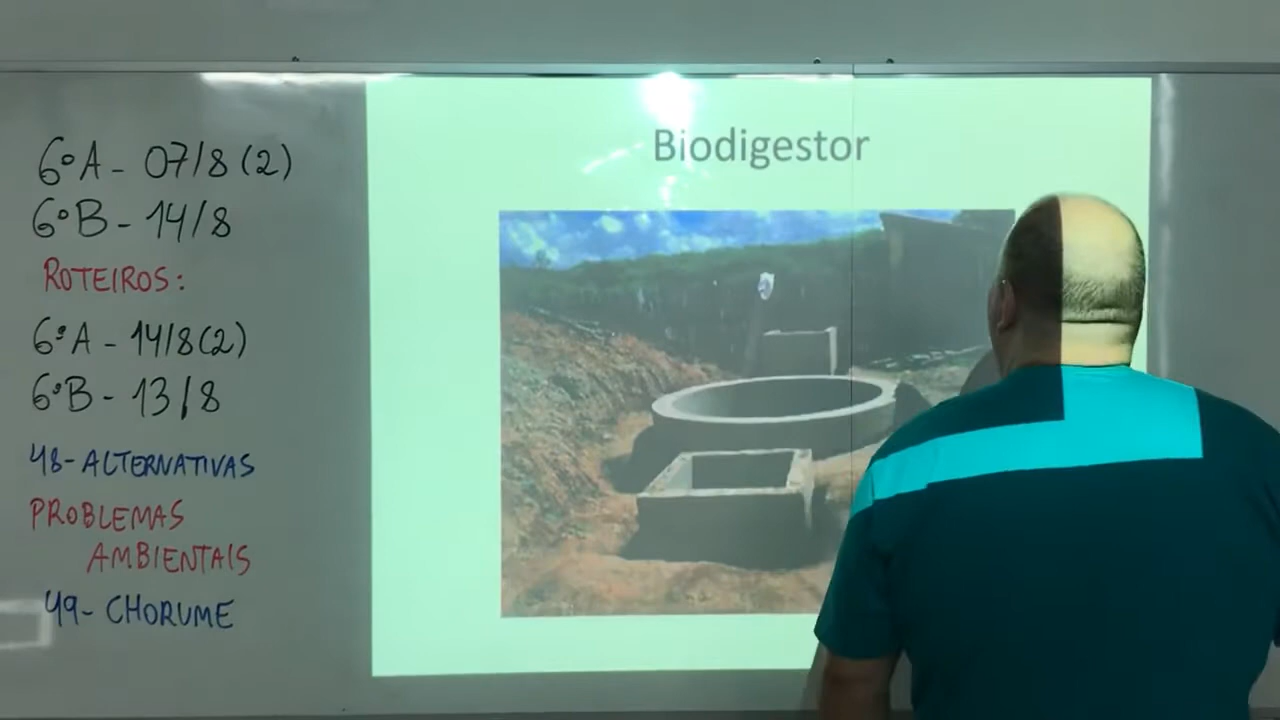 6ºA - 07/8 (2)
6ºB - 14/8
ROTEIROS:
6ºA - 14/8 (2)
6ºB - 13/8
48- ALTERNATIVAS
PROBLEMAS
AMBIENTAIS
49- CHORUME
Biodigestor